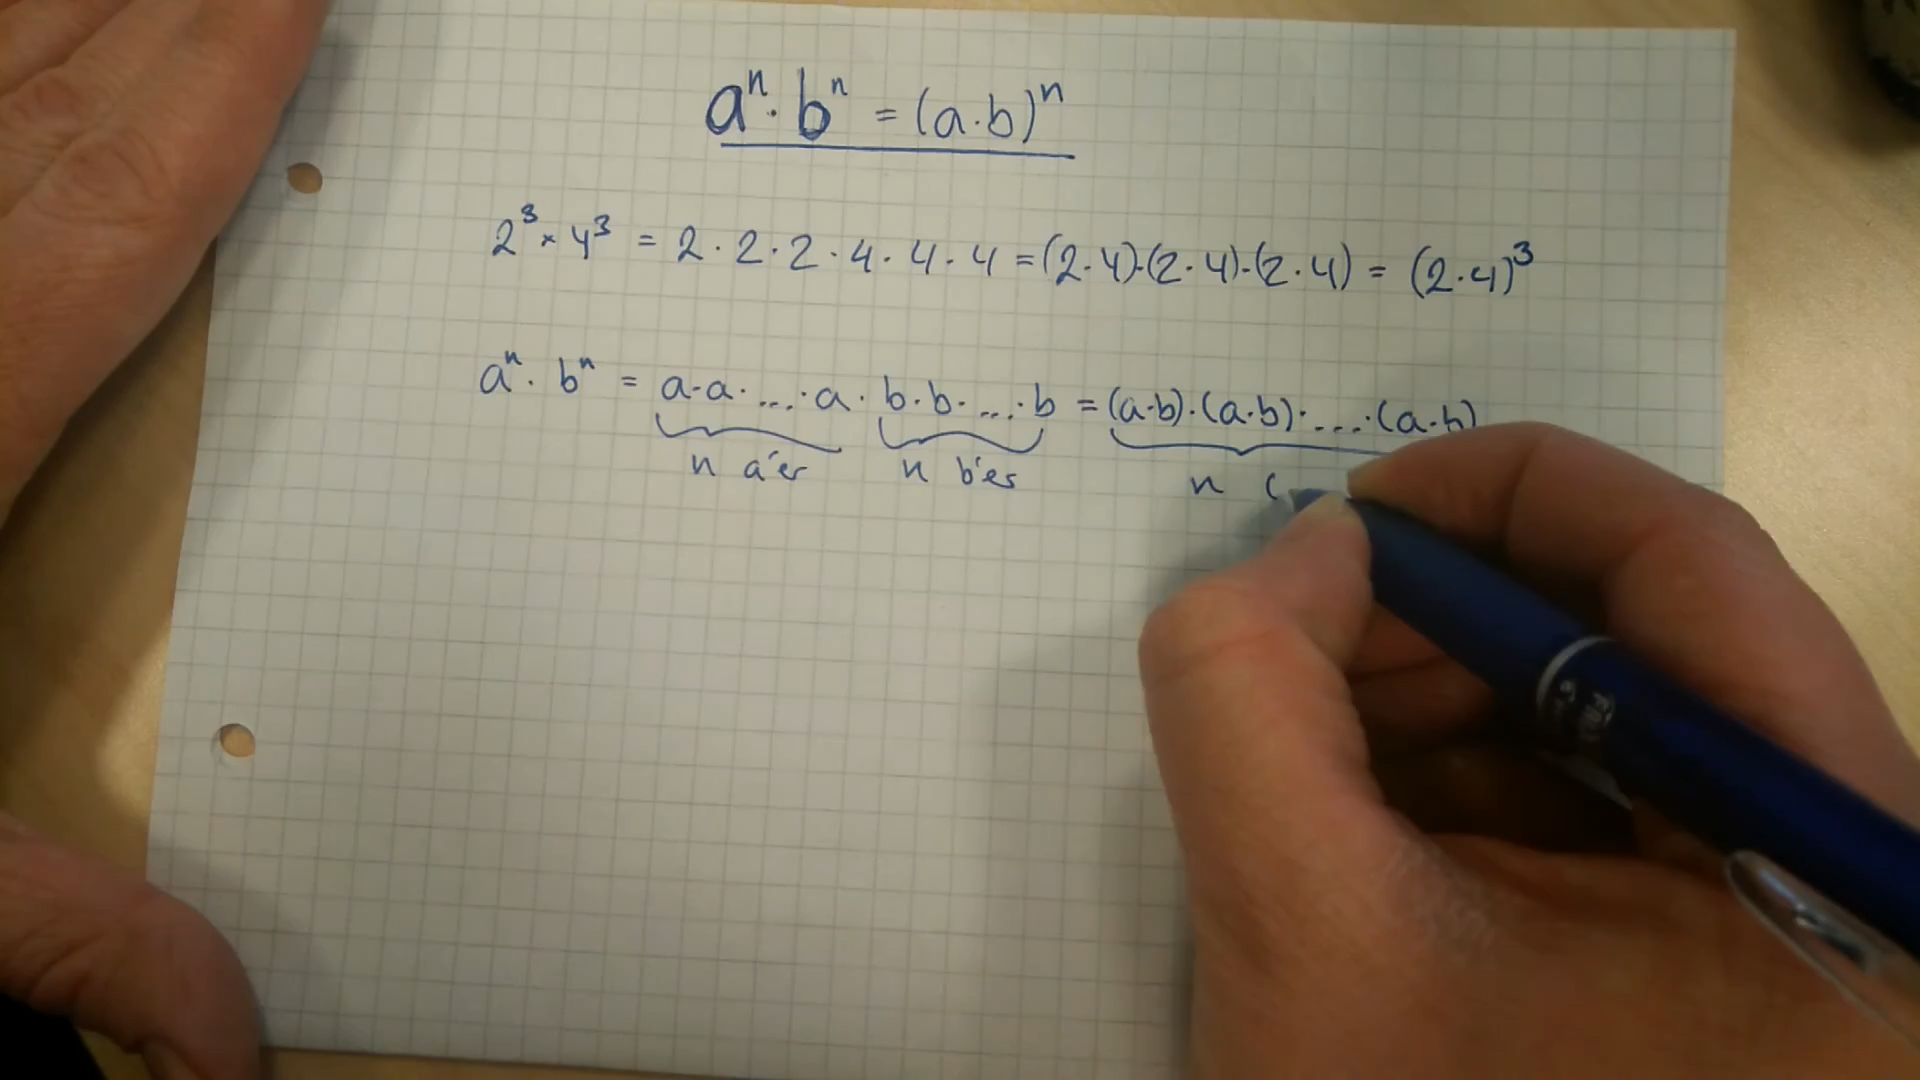 aⁿ · bⁿ = (a·b)ⁿ
2³ × 4³ = 2 · 2 · 2 · 4 · 4 · 4 = (2·4)·(2·4)·(2·4) = (2·4)³
aⁿ · bⁿ = a·a· ... ·a · b·b· ... ·b = (a·b)·(a·b)· ... ·(a·b)
n a'er n b'er n (